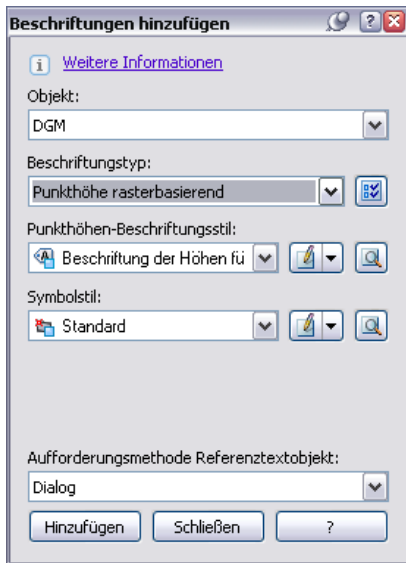 Beschriftungen hinzufügen
Weitere Informationen
Objekt:
DGM
Beschriftungstyp:
Punkthöhe rasterbasierend
Punkthöhen-Beschriftungsstil:
Beschriftung der Höhen fü
Symbolstil:
Standard
Aufforderungsmethode Referenztextobjekt:
Dialog
Hinzufügen Schließen ?